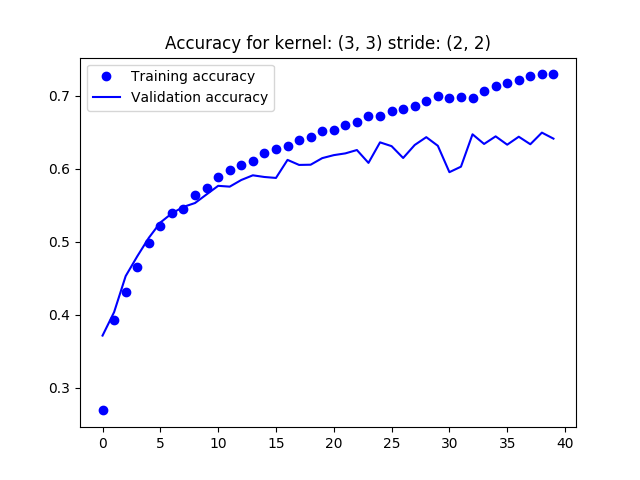 Accuracy for kernel: (3, 3) stride: (2, 2)
Training accuracy
Validation accuracy
0.7
0.6
0.5
0.4
0.3
0 5 10 15 20 25 30 35 40